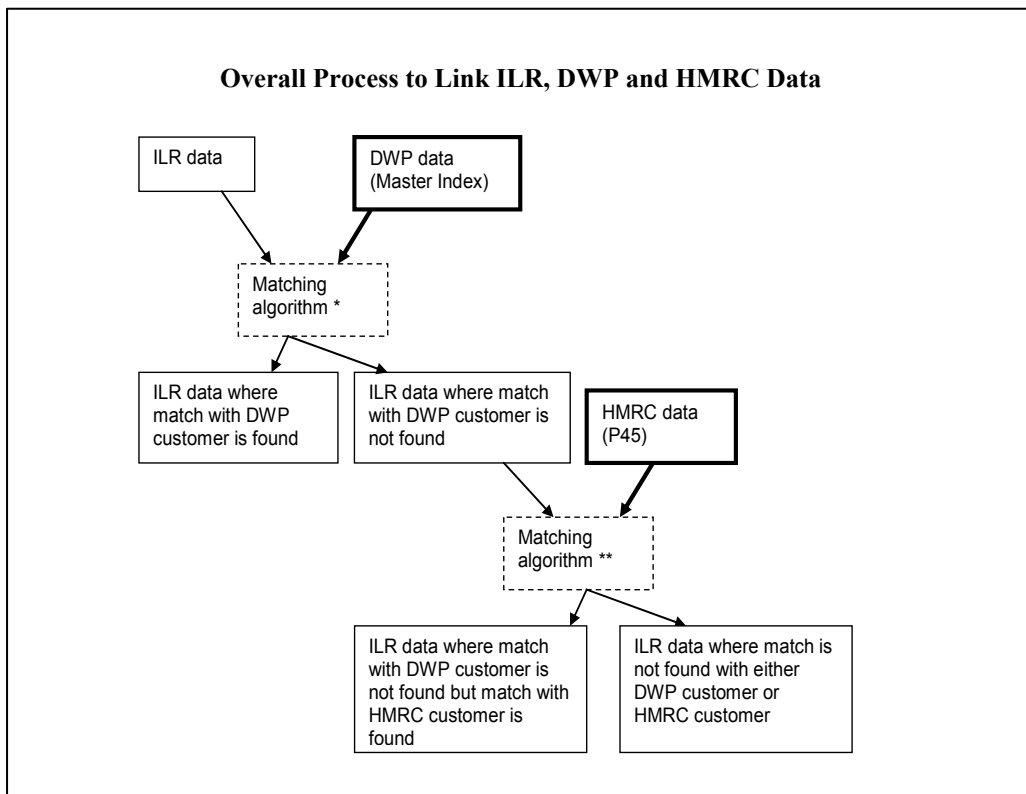 Overall Process to Link ILR, DWP and HMRC Data
ILR data
DWP data
(Master Index)
Matching
algorithm *
ILR data where
match with DWP
customer is found
ILR data where match
with DWP customer is
not found
HMRC data
(P45)
Matching
algorithm **
ILR data where match
with DWP customer is
not found but match with
HMRC customer is
found
ILR data where match is
not found with either
DWP customer or
HMRC customer